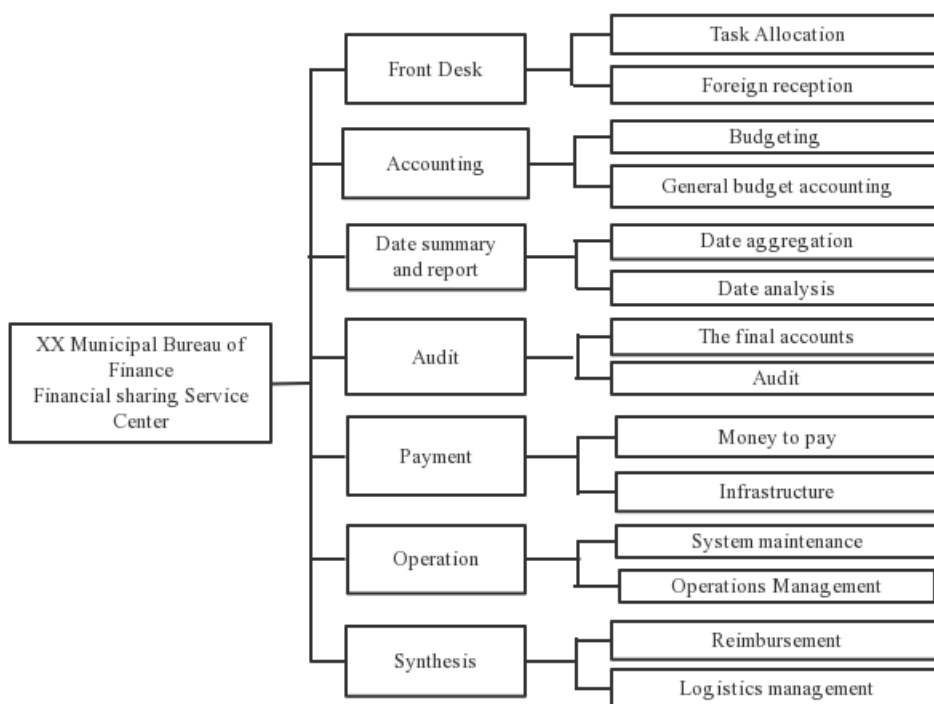 Task Allocation
Front Desk
Foreign reception
Budgeting
Accounting
General budget accounting
Date summary
and report
Date aggregation
Date analysis
XX Municipal Bureau of
Finance
Financial sharing Service
Center
The final accounts
Audit
Audit
Money to pay
Payment
Infrastructure
System maintenance
Operation
Operations Management
Reimbursement
Synthesis
Logistics management